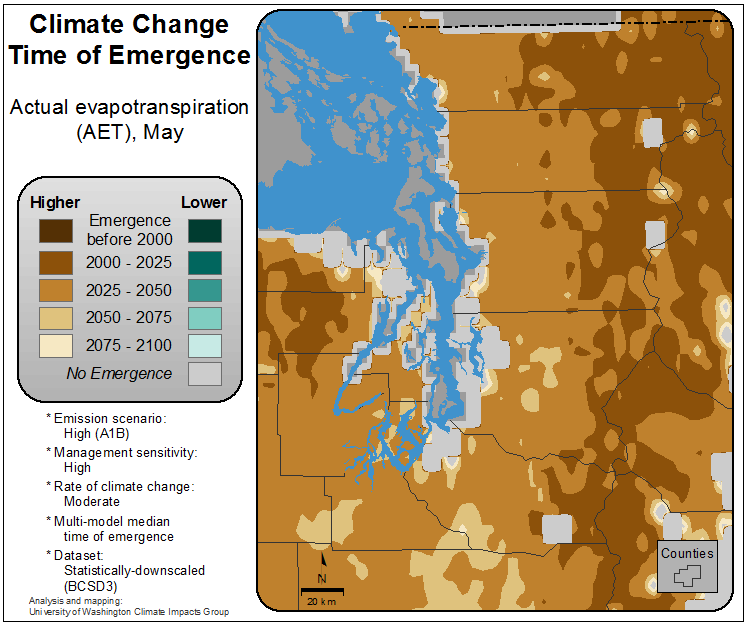 Climate Change
Time of Emergence
Actual evapotranspiration
(AET), May
Higher
Lower
Emergence
before 2000
2000 - 2025
2025 - 2050
2050 - 2075
2075 - 2100
No Emergence
* Emission scenario:
High (A1B)
* Management sensitivity:
High
* Rate of climate change:
Moderate
* Multi-model median
time of emergence
* Dataset:
Statistically-downscaled
(BCSD3)
Analysis and mapping:
University of Washington Climate Impacts Group
N
20 km
Counties